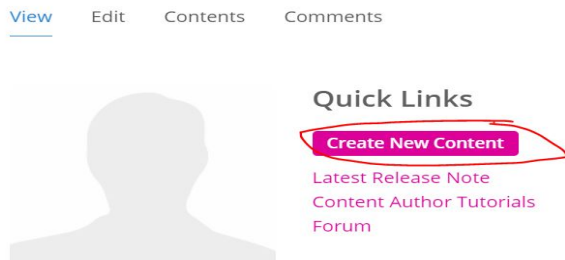 View Edit Contents Comments
Quick Links
Create New Content
Latest Release Note
Content Author Tutorials
Forum